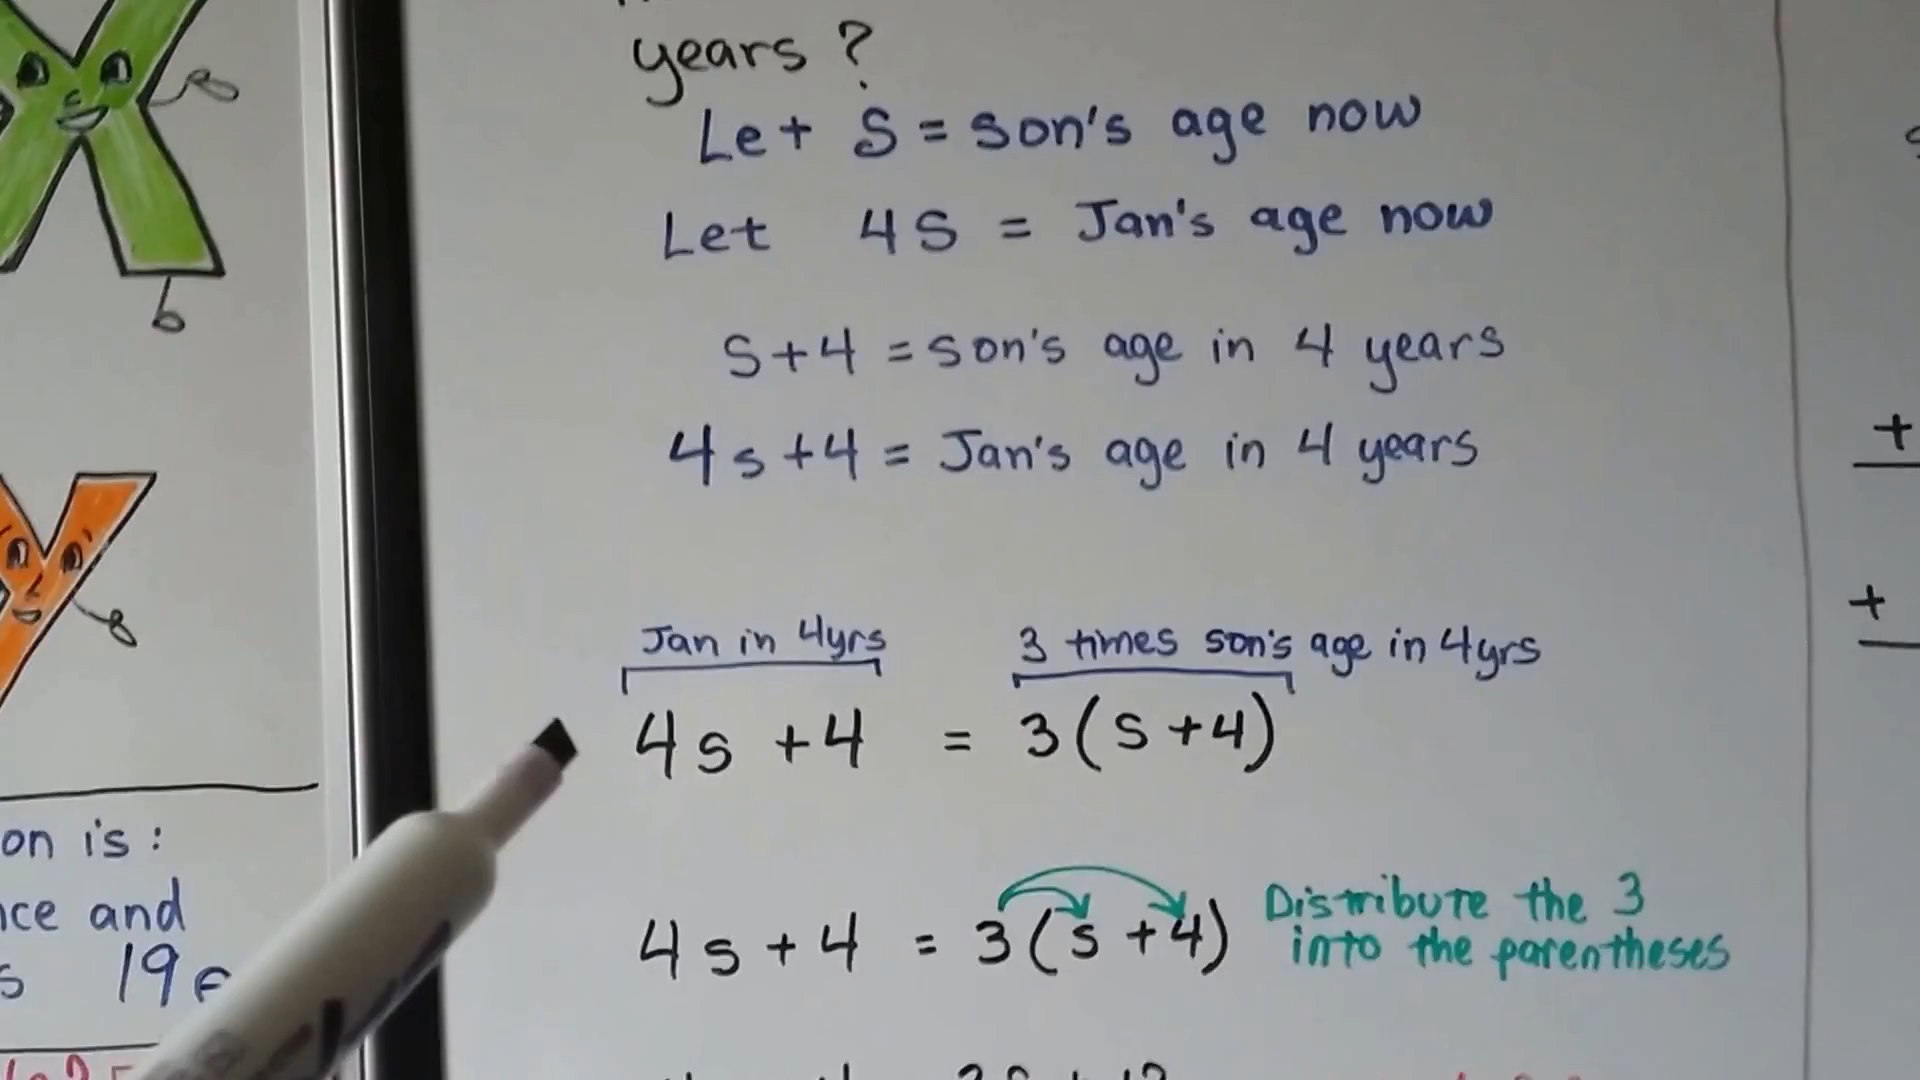 years ?
Let S = son's age now
Let 4S = Jan's age now
S+4 = son's age in 4 years
4s+4 = Jan's age in 4 years
Jan in 4yrs
3 times son's age in 4yrs
4s +4 = 3(s+4)
4s+4 = 3(s+4)
Distribute the 3
into the parentheses
on is:
and
19
+
+